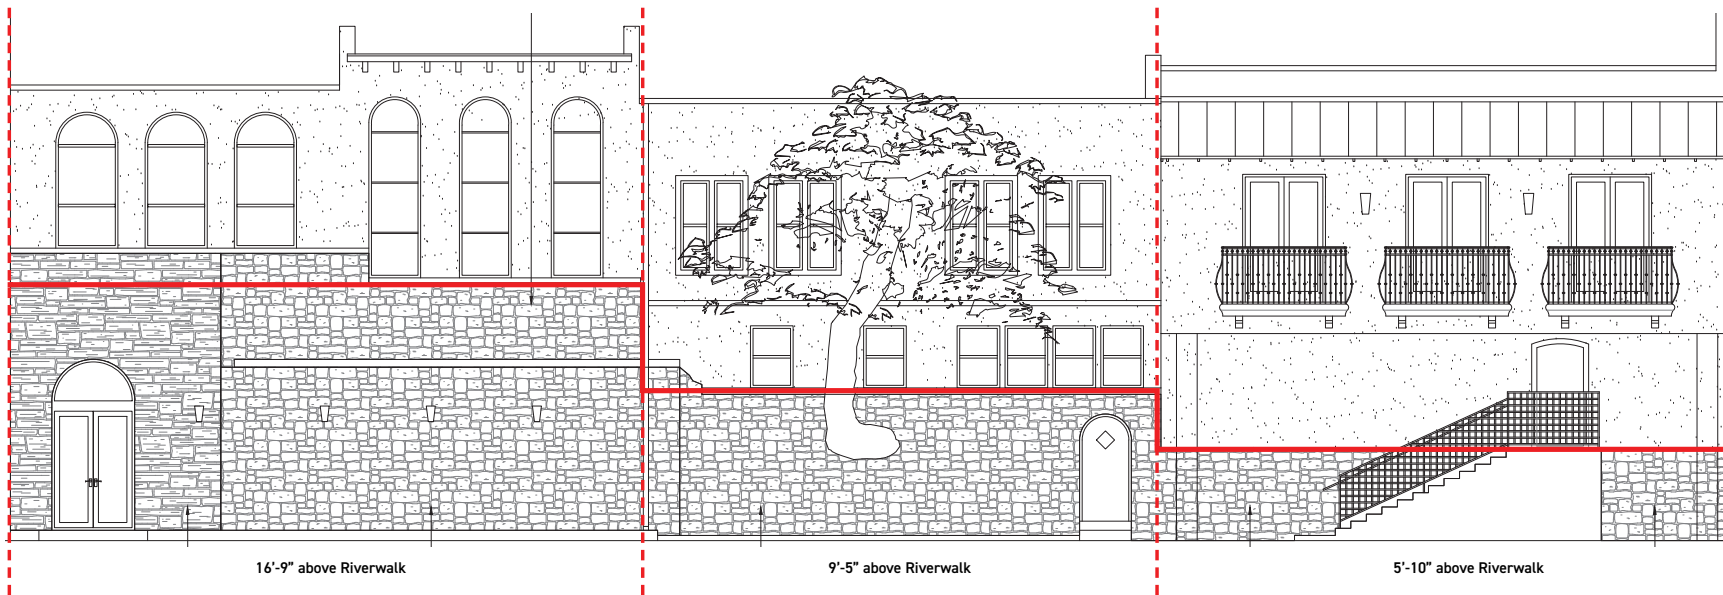 16’-9” above Riverwalk
9’-5” above Riverwalk
5’-10” above Riverwalk